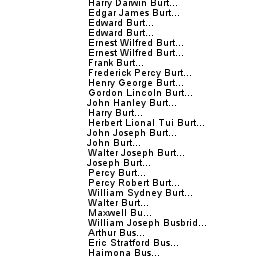 Harry Darwin Burt...
Edgar James Burt...
Edward Burt...
Edward Burt...
Ernest Wilfred Burt...
Ernest Wilfred Burt...
Frank Burt...
Frederick Percy Burt...
Henry George Burt...
Gordon Lincoln Burt...
John Hanley Burt...
Harry Burt...
Herbert Lional Tui Burt...
John Joseph Burt...
John Burt...
Walter Joseph Burt...
Joseph Burt...
Percy Burt...
Percy Robert Burt...
William Sydney Burt...
Walter Burt...
Maxwell Bu...
William Joseph Busbrid...
Arthur Bus...
Eric Stratford Bus...
Haimona Bus...